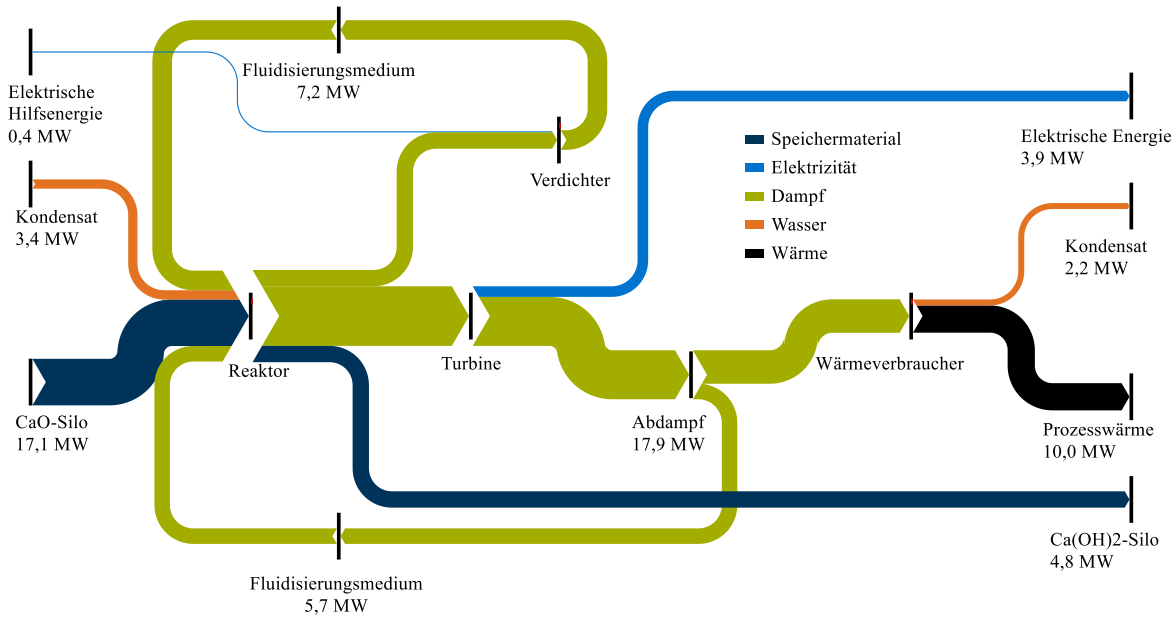 Fluidisierungsmedium
7,2 MW
Elektrische
Hilfsenergie
0,4 MW
Verdichter
Speichermaterial
Elektrizität
Dampf
Wasser
Wärme
Elektrische Energie
3,9 MW
Kondensat
3,4 MW
Kondensat
2,2 MW
Reaktor
Turbine
Wärmeverbraucher
CaO-Silo
17,1 MW
Abdampf
17,9 MW
Prozesswärme
10,0 MW
Ca(OH)2-Silo
4,8 MW
Fluidisierungsmedium
5,7 MW